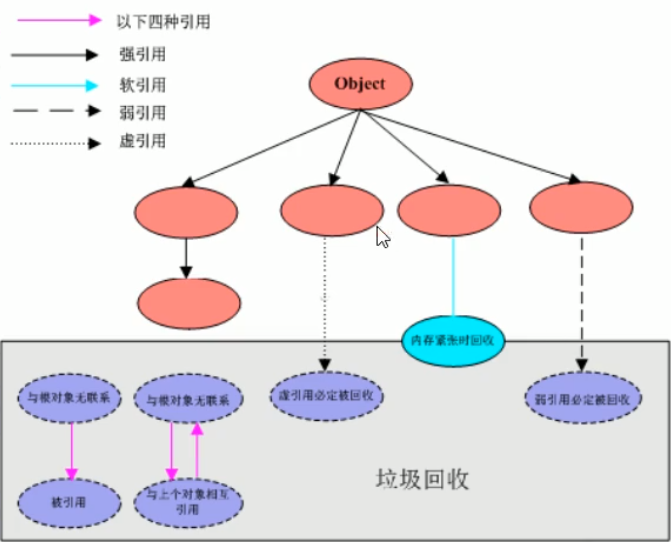 以下四种引用
强引用
软引用
弱引用
虚引用
Object
内存紧张时回收
与根对象无联系
与根对象无联系
虚引用必定被回收
弱引用必定被回收
被引用
与上个对象相互
引用
垃圾回收